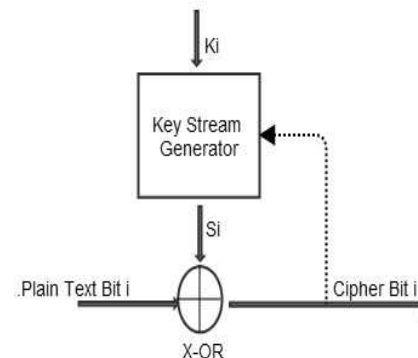 Ki
Key Stream
Generator
Si
.Plain Text Bit i
Cipher Bit i
X-OR